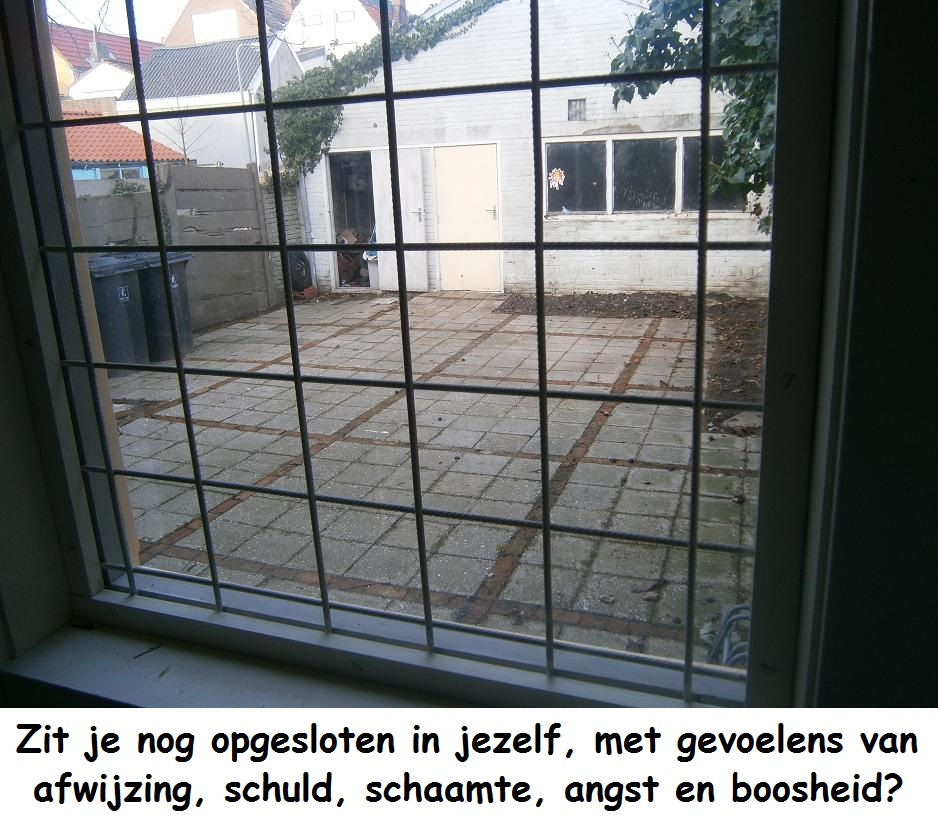 Zit je nog opgesloten in jezelf, met gevoelens van
afwijzing, schuld, schaamte, angst en boosheid?